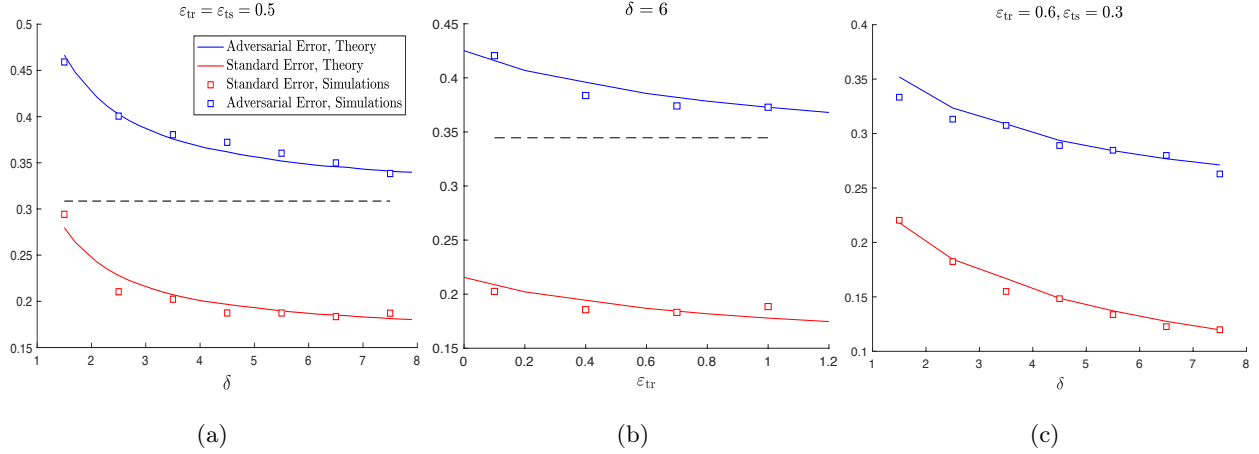 ε_tr = ε_ts = 0.5
0.5
0.45
0.4
0.35
0.3
0.25
0.2
0.15
1 2 3 4 5 6 7 8
δ
Adversarial Error, Theory
Standard Error, Theory
Standard Error, Simulations
Adversarial Error, Simulations
(a)
δ = 6
0.45
0.4
0.35
0.3
0.25
0.2
0.15
0 0.2 0.4 0.6 0.8 1 1.2
ε_tr
(b)
ε_tr = 0.6, ε_ts = 0.3
0.4
0.35
0.3
0.25
0.2
0.15
0.1
1 2 3 4 5 6 7 8
δ
(c)